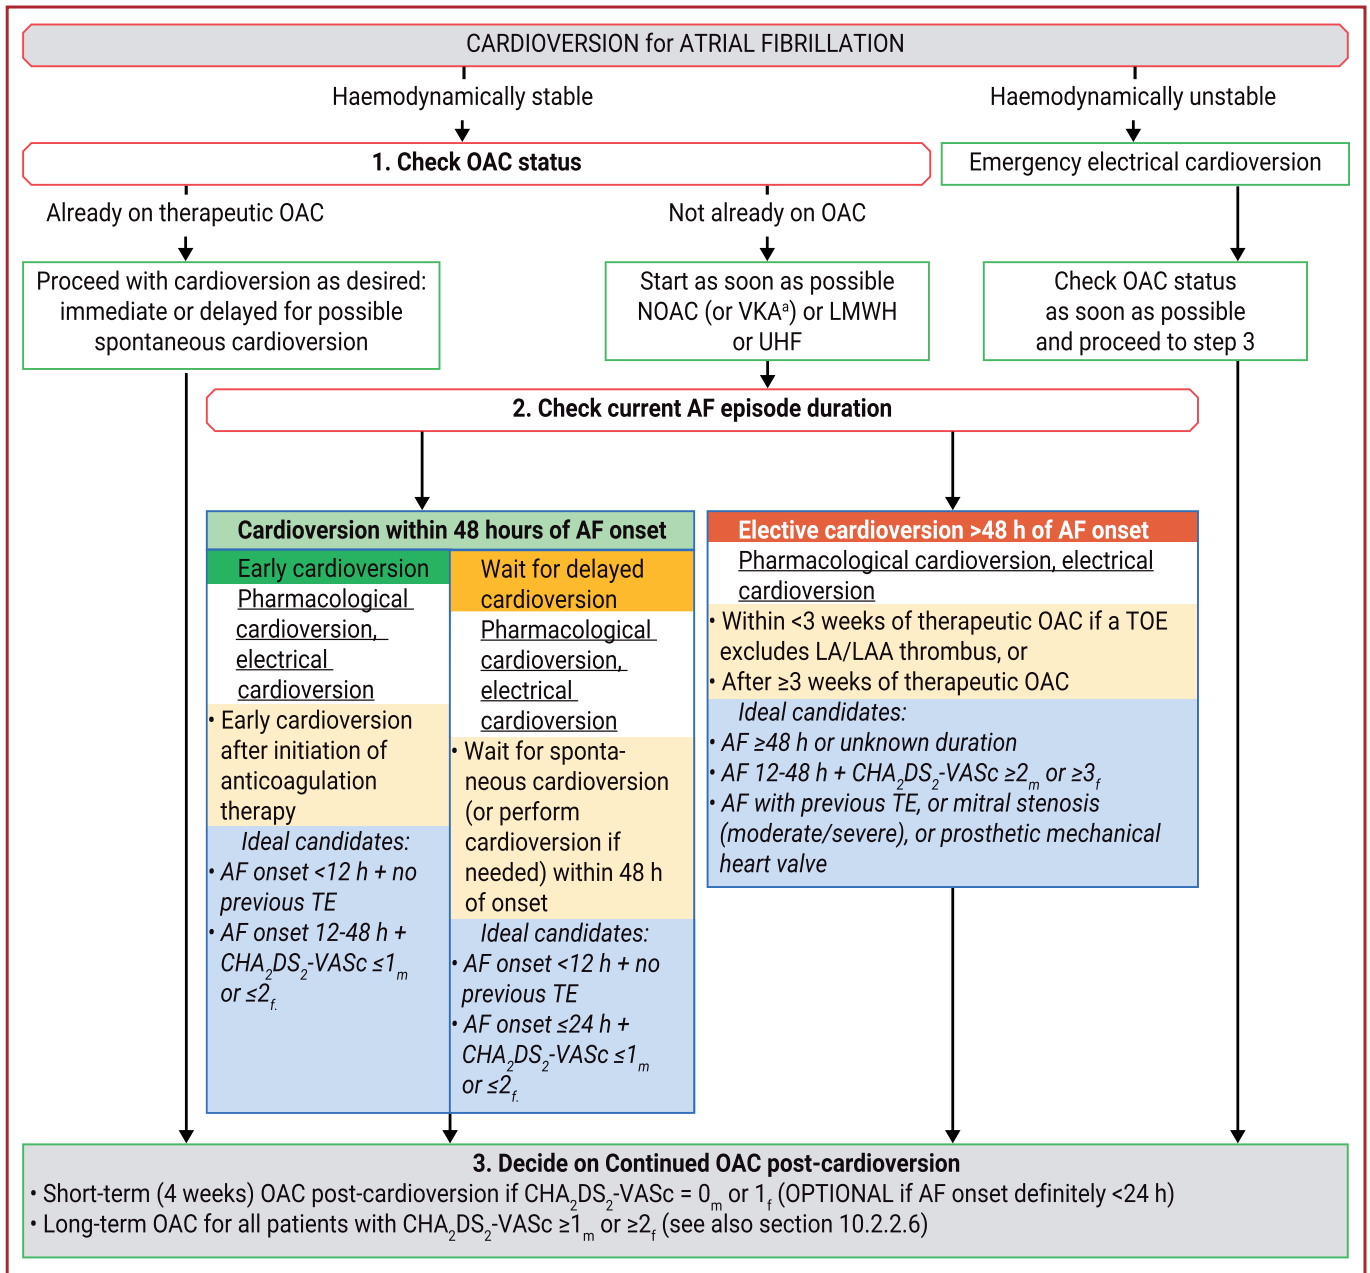 CARDIOVERSION for ATRIAL FIBRILLATION
Haemodynamically stable
Haemodynamically unstable
1. Check OAC status
Emergency electrical cardioversion
Already on therapeutic OAC
Not already on OAC
Proceed with cardioversion as desired:
immediate or delayed for possible
spontaneous cardioversion
Start as soon as possible
NOAC (or VKAᵃ) or LMWH
or UHF
Check OAC status
as soon as possible
and proceed to step 3
2. Check current AF episode duration
Cardioversion within 48 hours of AF onset
Early cardioversion
Pharmacological
cardioversion,
electrical
cardioversion
• Early cardioversion
after initiation of
anticoagulation
therapy
Ideal candidates:
• AF onset <12 h + no
previous TE
• AF onset 12-48 h +
CHA₂DS₂-VASc ≤1ₘ
or ≤2f.
Wait for delayed
cardioversion
Pharmacological
cardioversion,
electrical
cardioversion
• Wait for sponta-
neous cardioversion
(or perform
cardioversion if
needed) within 48 h
of onset
Ideal candidates:
• AF onset <12 h + no
previous TE
• AF onset ≤24 h +
CHA₂DS₂-VASc ≤1ₘ
or ≤2f.
Elective cardioversion >48 h of AF onset
Pharmacological cardioversion, electrical
cardioversion
• Within <3 weeks of therapeutic OAC if a TOE
excludes LA/LAA thrombus, or
• After ≥3 weeks of therapeutic OAC
Ideal candidates:
• AF ≥48 h or unknown duration
• AF 12-48 h + CHA₂DS₂-VASc ≥2ₘ or ≥3f
• AF with previous TE, or mitral stenosis
(moderate/severe), or prosthetic mechanical
heart valve
3. Decide on Continued OAC post-cardioversion
• Short-term (4 weeks) OAC post-cardioversion if CHA₂DS₂-VASc = 0ₘ or 1f (OPTIONAL if AF onset definitely <24 h)
• Long-term OAC for all patients with CHA₂DS₂-VASc ≥1ₘ or ≥2f (see also section 10.2.2.6)